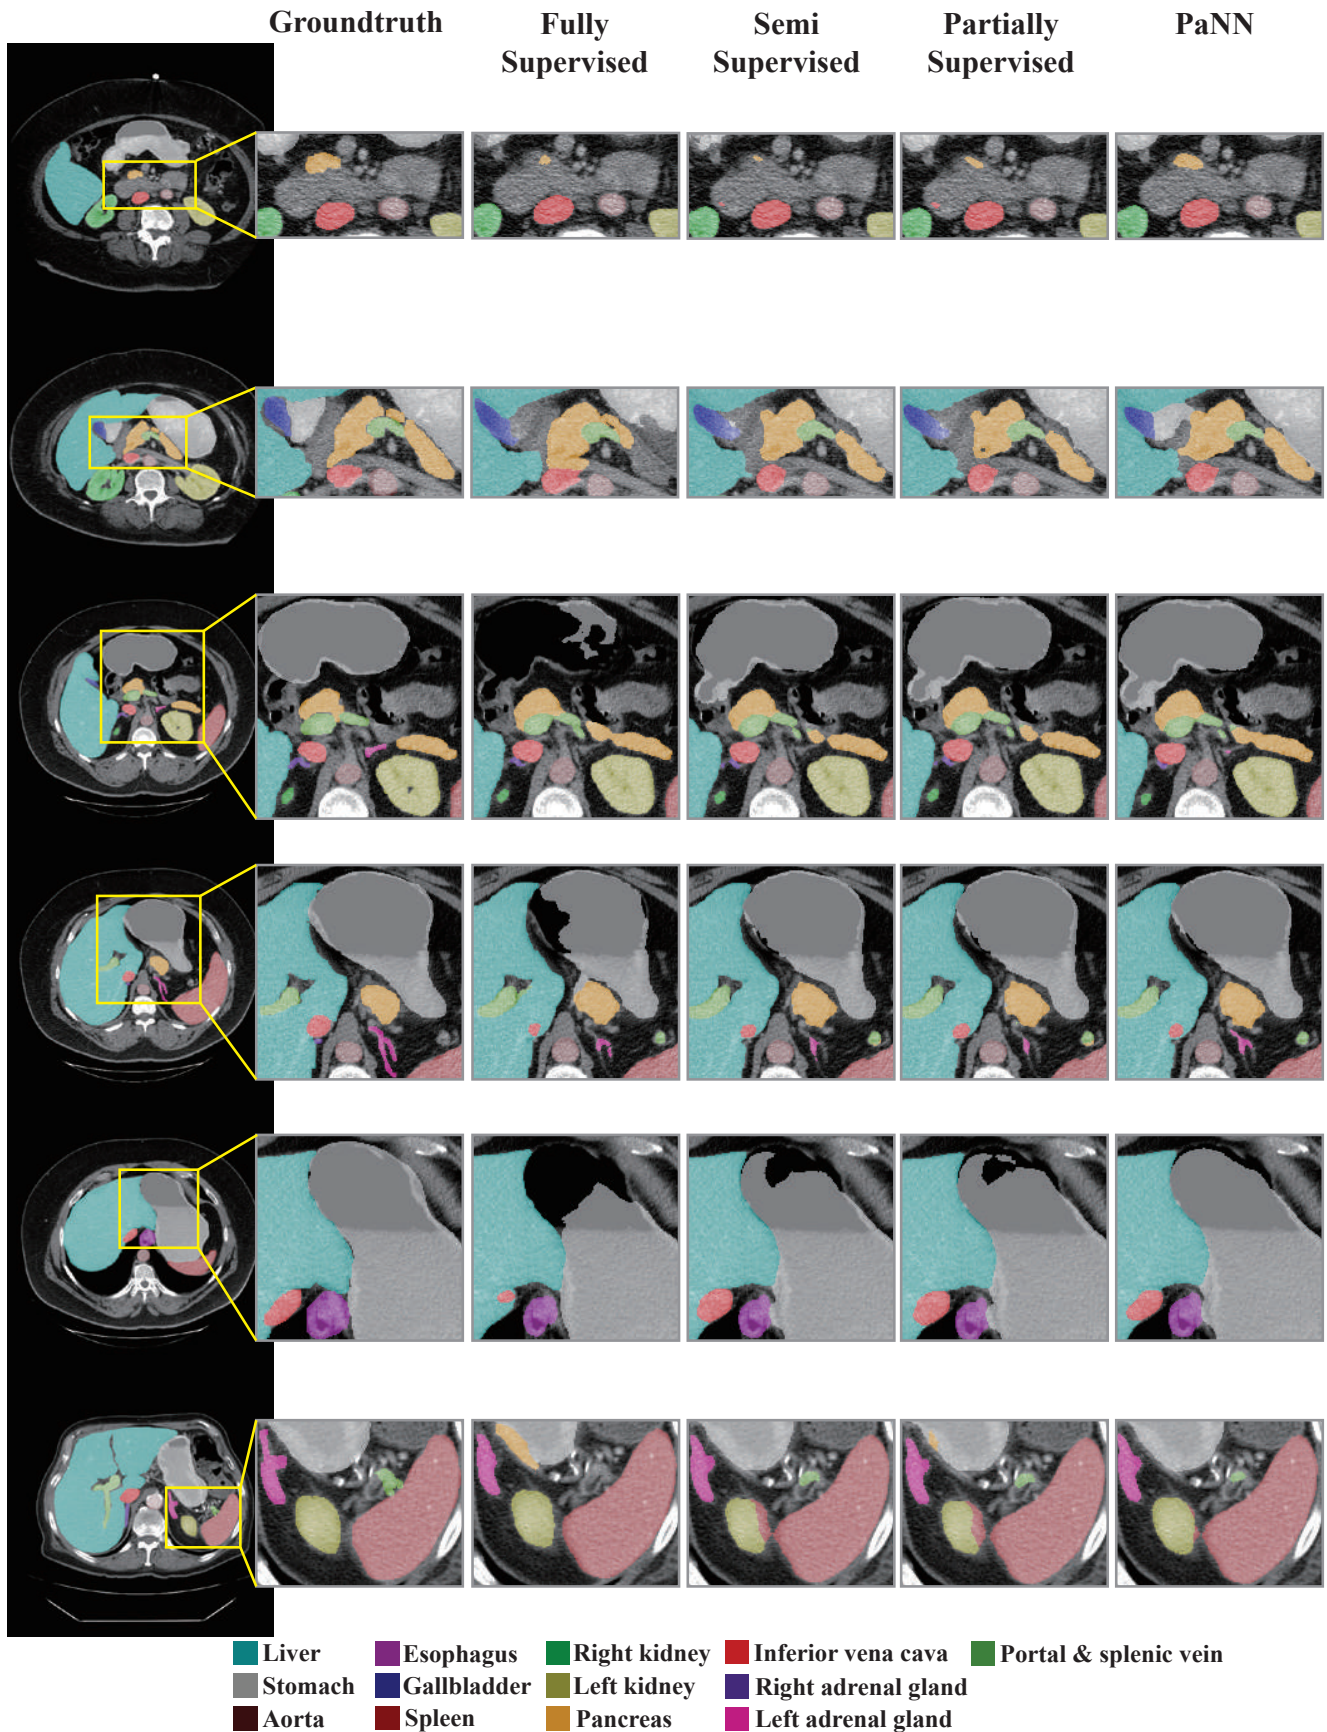 Groundtruth
Fully
Supervised
Semi
Supervised
Partially
Supervised
PaNN
Liver
Esophagus
Right kidney
Inferior vena cava
Portal & splenic vein
Stomach
Gallbladder
Left kidney
Right adrenal gland
Aorta
Spleen
Pancreas
Left adrenal gland